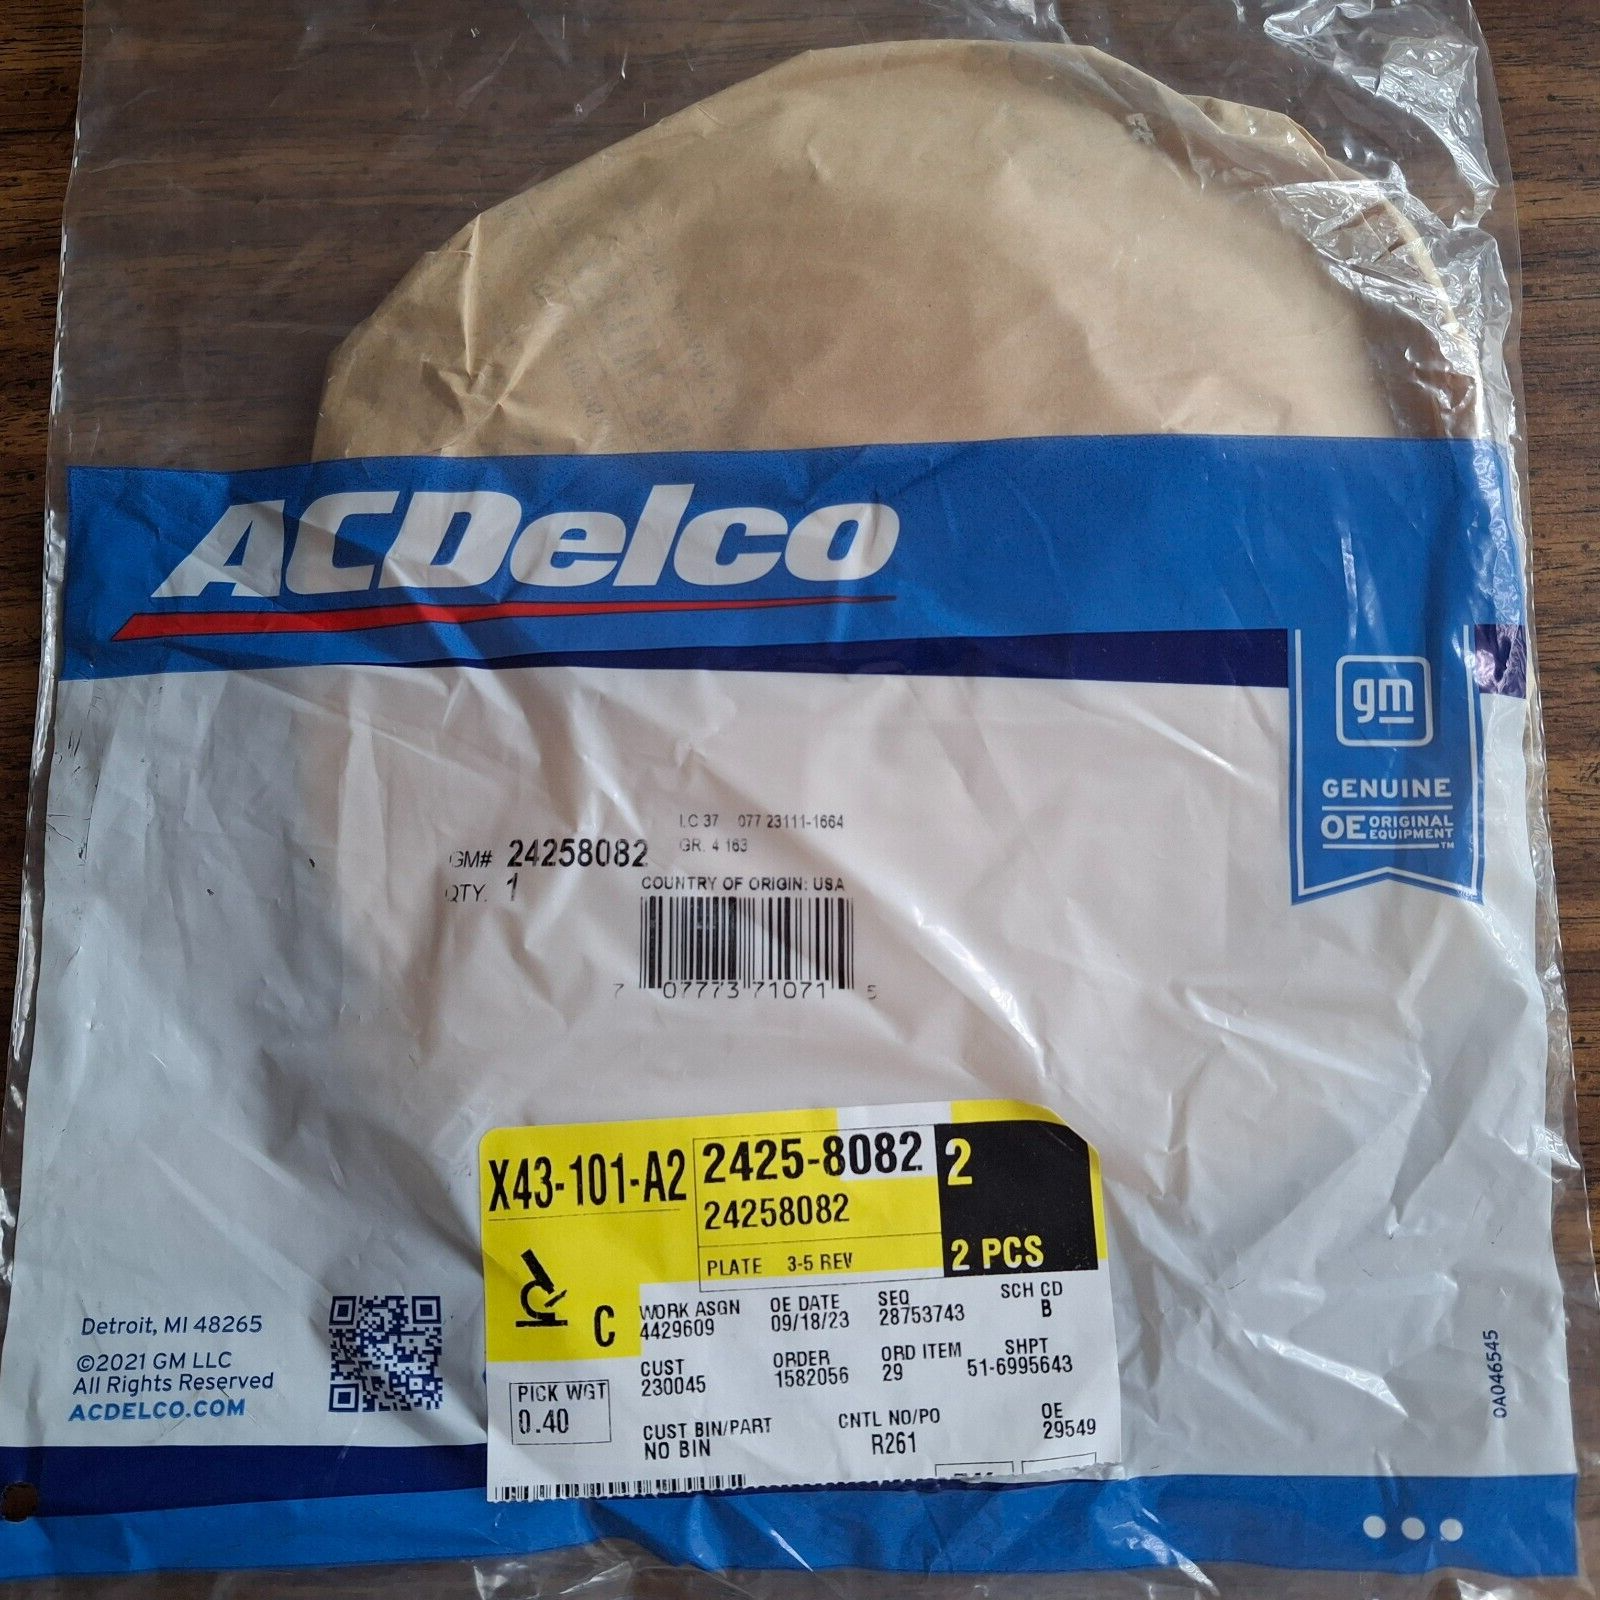 ACDelco
gm
GENUINE
OE ORIGINAL EQUIPMENT™
I.C 37 077 23111-1664
GM# 24258082 GR. 4 163
QTY. 1
COUNTRY OF ORIGIN: USA
7 07773 71071 5
X43-101-A2
2425-8082
24258082
PLATE 3-5 REV
2
2 PCS
C
WORK ASGN
4429609
OE DATE
09/18/23
SEQ
28753743
SCH CD
B
CUST
230045
ORDER
1582056
ORD ITEM
29
SHPT
51-6995643
PICK WGT
0.40
CUST BIN/PART
NO BIN
CNTL NO/PO
R261
OE
29549
Detroit, MI 48265
©2021 GM LLC
All Rights Reserved
ACDELCO.COM
0A046545